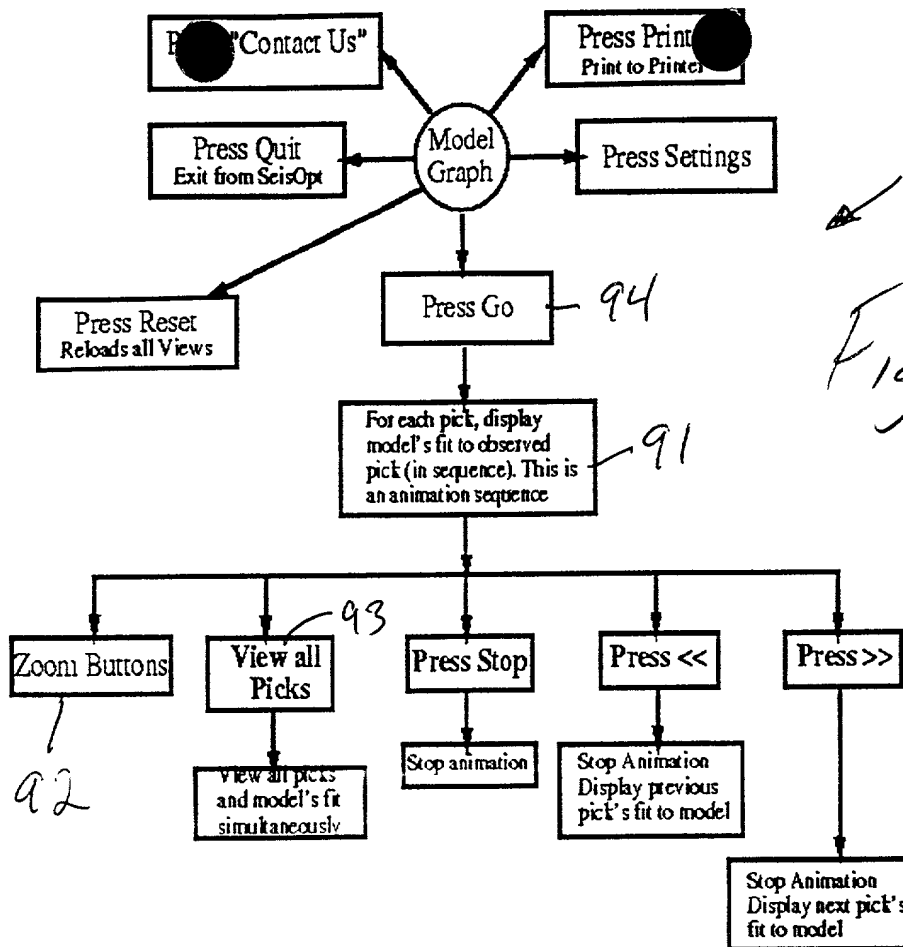 "Contact Us"
Press Print
Print to Printer
Model
Graph
Press Quit
Exit from SeisOpt
Press Settings
Press Reset
Reloads all Views
Press Go
94
Fig
For each pick, display
model's fit to observed
pick (in sequence). This is
an animation sequence
91
Zoom Buttons
92
View all
Picks
93
Press Stop
Press <<
Press >>
View all picks
and model's fit
simultaneously
Stop animation
Stop Animation
Display previous
pick's fit to model
Stop Animation
Display next pick's
fit to model